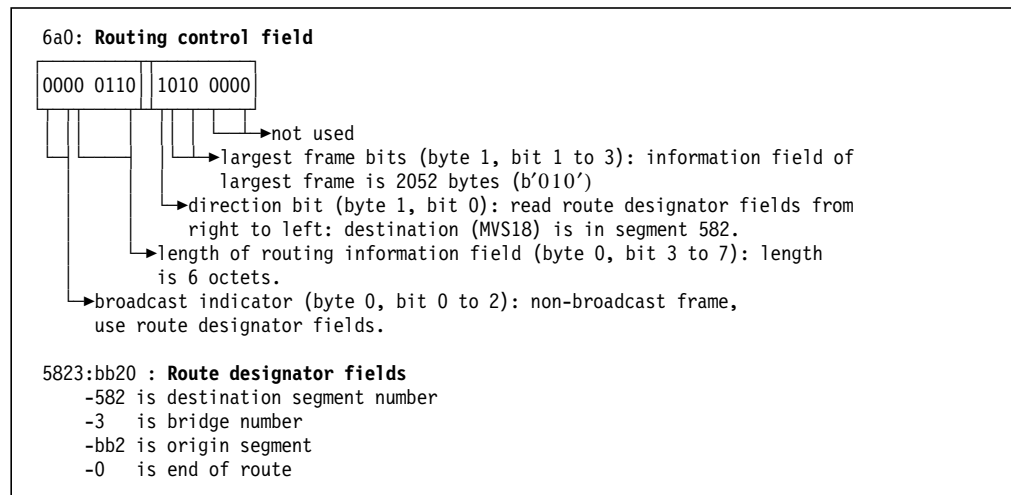 6a0: Routing control field
0000 0110 1010 0000
not used
largest frame bits (byte 1, bit 1 to 3): information field of
largest frame is 2052 bytes (b′010′)
direction bit (byte 1, bit 0): read route designator fields from
right to left: destination (MVS18) is in segment 582.
length of routing information field (byte 0, bit 3 to 7): length
is 6 octets.
broadcast indicator (byte 0, bit 0 to 2): non-broadcast frame,
use route designator fields.
5823:bb20 : Route designator fields
-582 is destination segment number
-3 is bridge number
-bb2 is origin segment
-0 is end of route